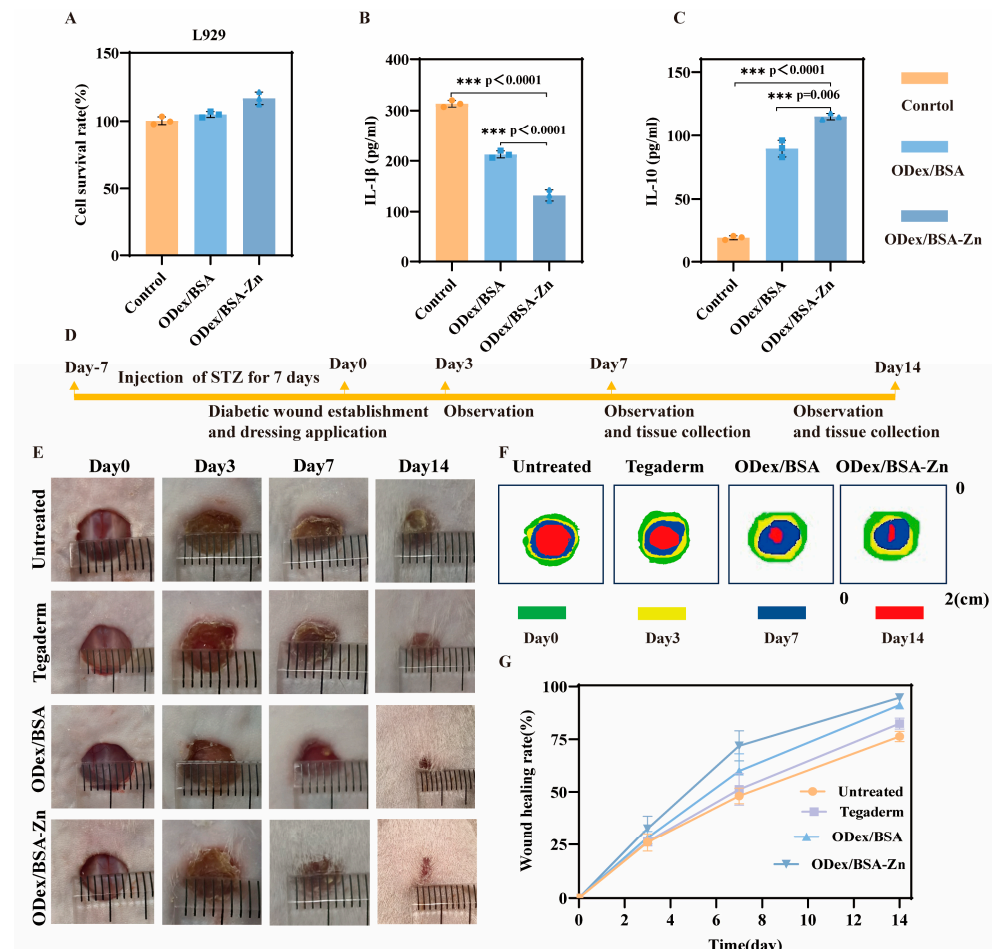 A
L929
Cell survival rate(%)
150
100
50
0
Control
ODex/BSA
ODex/BSA-Zn
B
IL-1β (pg/ml)
400
300
200
100
0
*** p<0.0001
*** p<0.0001
Control
ODex/BSA
ODex/BSA-Zn
C
IL-10 (pg/ml)
150
100
50
0
*** p<0.0001
*** p=0.006
Control
ODex/BSA
ODex/BSA-Zn
Conrtol
ODex/BSA
ODex/BSA-Zn
D
Day-7
Injection of STZ for 7 days
Day0
Day3
Day7
Day14
Diabetic wound establishment
and dressing application
Observation
Observation
and tissue collection
Observation
and tissue collection
E
Day0 Day3 Day7 Day14
Untreated
Tegaderm
ODex/BSA
ODex/BSA-Zn
F
Untreated Tegaderm ODex/BSA ODex/BSA-Zn
0
0 2(cm)
Day0 Day3 Day7 Day14
G
Wound healing rate(%)
100
75
50
25
0
0 2 4 6 8 10 12 14
Time(day)
Untreated
Tegaderm
ODex/BSA
ODex/BSA-Zn